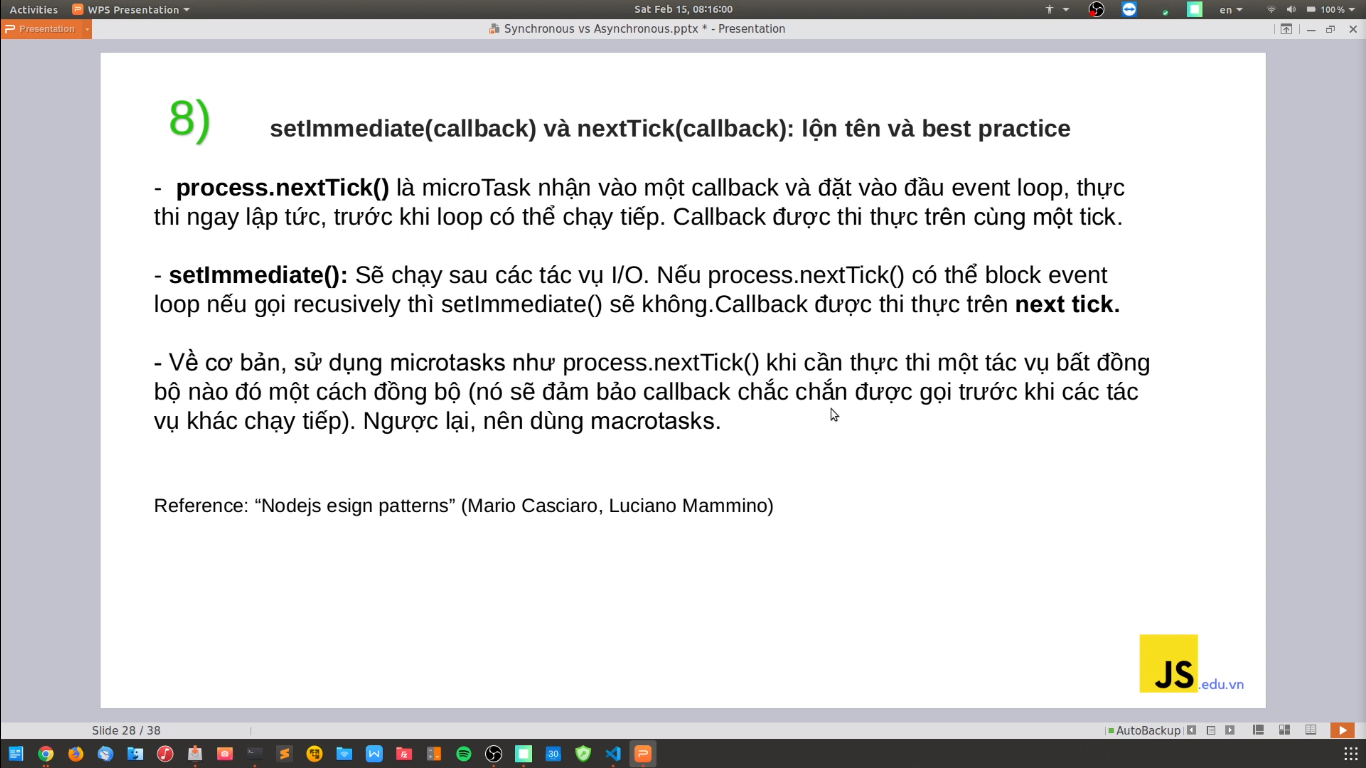 Activities WPS Presentation Sat Feb 15, 08:16:00 en 100 %
Presentation Synchronous vs Asynchronous.pptx * - Presentation
8) setImmediate(callback) và nextTick(callback): lộn tên và best practice
- process.nextTick() là microTask nhận vào một callback và đặt vào đầu event loop, thực
thi ngay lập tức, trước khi loop có thể chạy tiếp. Callback được thi thực trên cùng một tick.
- setImmediate(): Sẽ chạy sau các tác vụ I/O. Nếu process.nextTick() có thể block event
loop nếu gọi recusively thì setImmediate() sẽ không.Callback được thi thực trên next tick.
- Về cơ bản, sử dụng microtasks như process.nextTick() khi cần thực thi một tác vụ bất đồng
bộ nào đó một cách đồng bộ (nó sẽ đảm bảo callback chắc chắn được gọi trước khi các tác
vụ khác chạy tiếp). Ngược lại, nên dùng macrotasks.
Reference: “Nodejs esign patterns” (Mario Casciaro, Luciano Mammino)
JS.edu.vn
Slide 28 / 38 AutoBackup
30